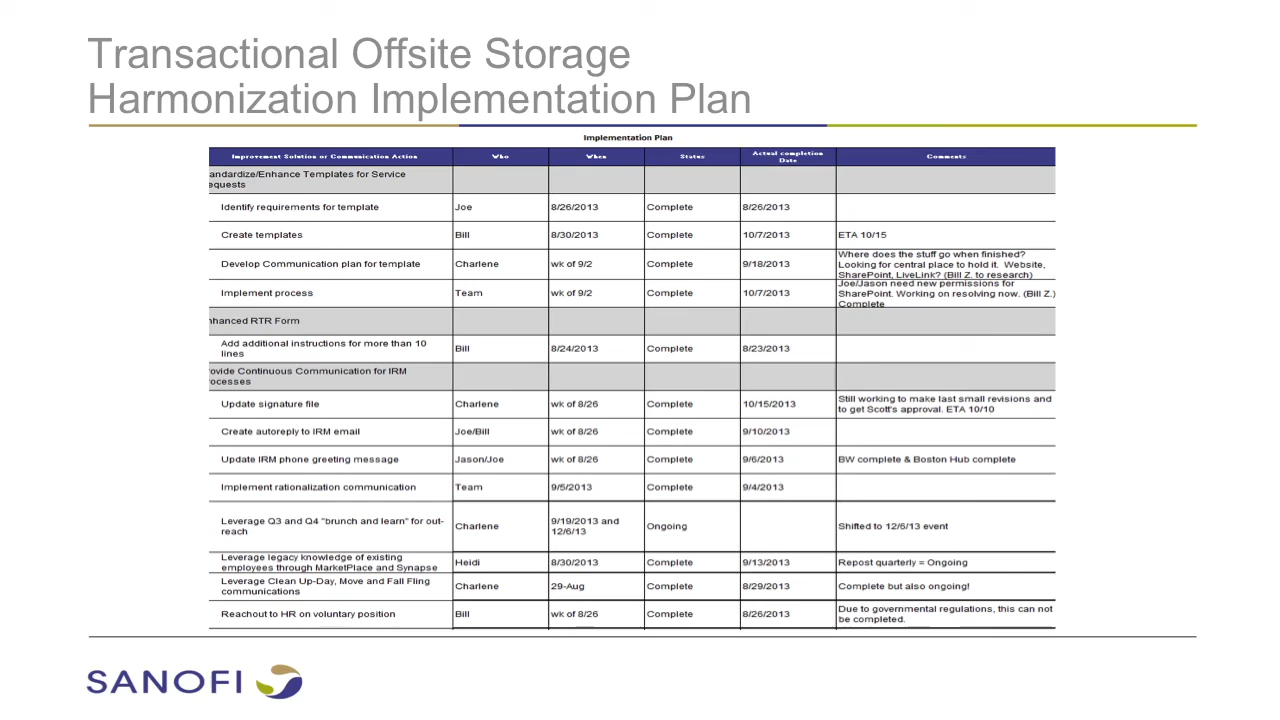 Transactional Offsite Storage
Harmonization Implementation Plan
Implementation Plan
Improvement Solution or Communication Action Who When Status Actual completion Date Comments
andardize/Enhance Templates for Service
equests
Identify requirements for template Joe 8/26/2013 Complete 8/26/2013
Create templates Bill 8/30/2013 Complete 10/7/2013 ETA 10/15
Develop Communication plan for template Charlene wk of 9/2 Complete 9/18/2013 Where does the stuff go when finished?
Looking for central place to hold it. Website,
SharePoint, LiveLink? (Bill Z. to research)
Implement process Team wk of 9/2 Complete 10/7/2013 Joe/Jason need new permissions for
SharePoint. Working on resolving now. (Bill Z.)
Complete
nhanced RTR Form
Add additional instructions for more than 10
lines Bill 8/24/2013 Complete 8/23/2013
ovide Continuous Communication for IRM
rocesses
Update signature file Charlene wk of 8/26 Complete 10/15/2013 Still working to make last small revisions and
to get Scott's approval. ETA 10/10
Create autoreply to IRM email Joe/Bill wk of 8/26 Complete 9/10/2013
Update IRM phone greeting message Jason/Joe wk of 8/26 Complete 9/6/2013 BW complete & Boston Hub complete
Implement rationalization communication Team 9/5/2013 Complete 9/4/2013
Leverage Q3 and Q4 "brunch and learn" for out-
reach Charlene 9/19/2013 and
12/6/13 Ongoing Shifted to 12/6/13 event
Leverage legacy knowledge of existing
employees through MarketPlace and Synapse Heidi 8/30/2013 Complete 9/13/2013 Repost quarterly = Ongoing
Leverage Clean Up-Day, Move and Fall Fling
communications Charlene 29-Aug Complete 8/29/2013 Complete but also ongoing!
Reachout to HR on voluntary position Bill wk of 8/26 Complete 8/26/2013 Due to governmental regulations, this can not
be completed.
SANOFI